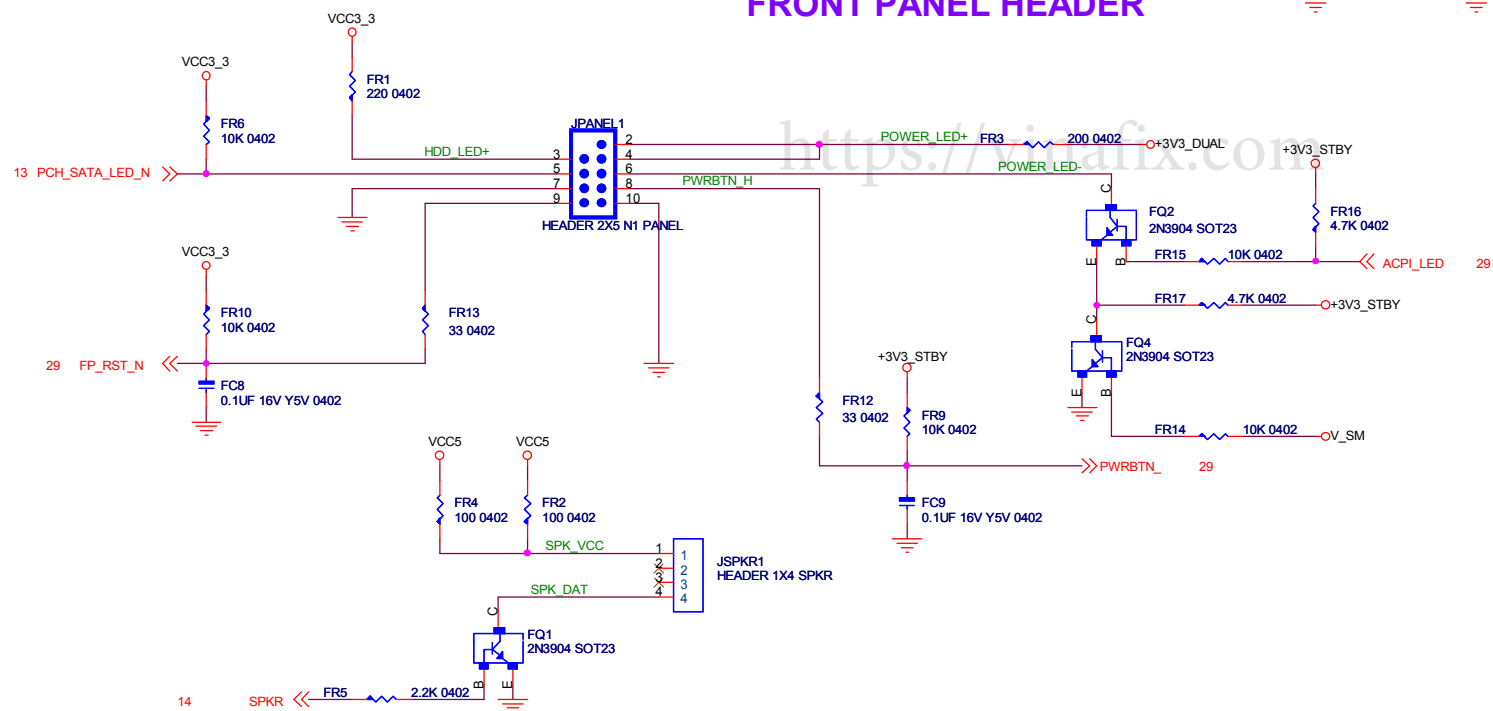 FRONT PANEL HEADER
VCC3_3
FR1
220 0402
VCC3_3
FR6
10K 0402
13 PCH_SATA_LED_N
HDD_LED+
JPANEL1
2
3
4
5
6
7
8
9
10
HEADER 2X5 N1 PANEL
POWER_LED+
FR3
200 0402
+3V3_DUAL
POWER_LED-
PWRBTN_H
https://vinafix.com
+3V3_STBY
FR16
4.7K 0402
C
FQ2
2N3904 SOT23
E
B
FR15
10K 0402
ACPI_LED 29
FR17
4.7K 0402
+3V3_STBY
C
FQ4
2N3904 SOT23
E
B
FR14
10K 0402
V_SM
VCC3_3
FR10
10K 0402
FR13
33 0402
29 FP_RST_N
FC8
0.1UF 16V Y5V 0402
+3V3_STBY
FR12
33 0402
FR9
10K 0402
PWRBTN_ 29
FC9
0.1UF 16V Y5V 0402
VCC5
VCC5
FR4
100 0402
FR2
100 0402
SPK_VCC
1
2
3
4
1
2
3
4
JSPKR1
HEADER 1X4 SPKR
SPK_DAT
C
FQ1
2N3904 SOT23
B
E
14 SPKR
FR5
2.2K 0402